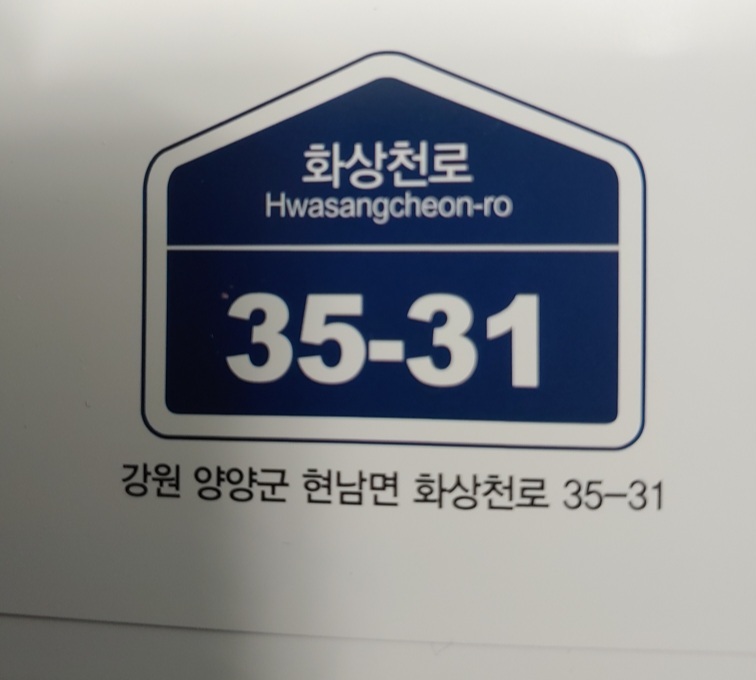 화상천로
Hwasangcheon-ro
35-31
강원 양양군 현남면 화상천로 35-31